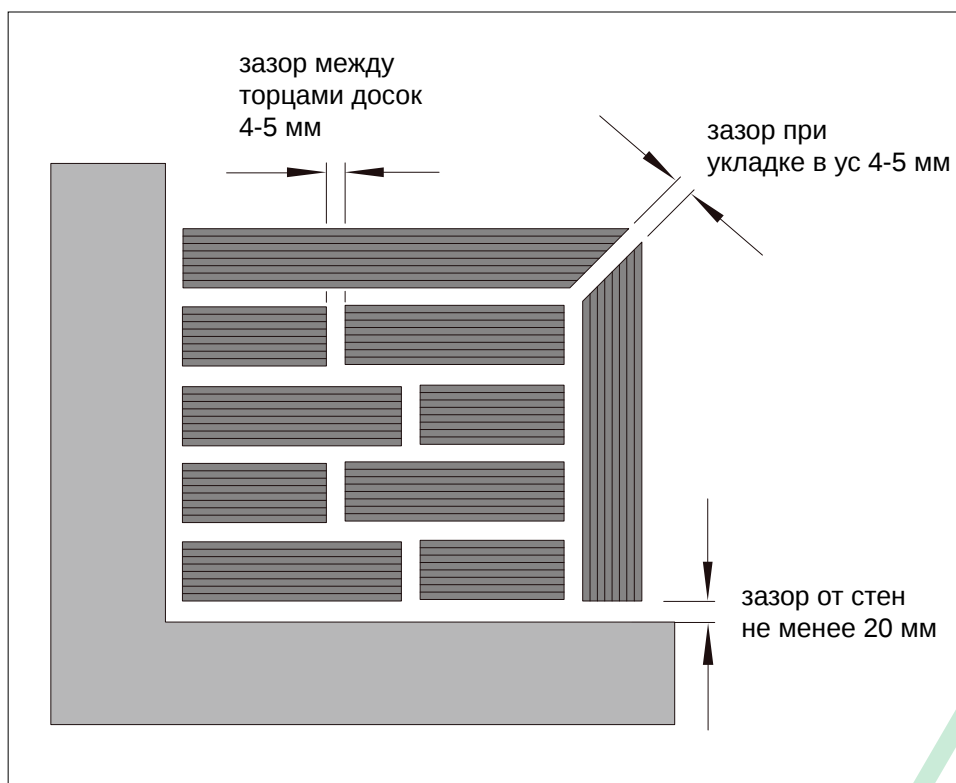 зазор между
торцами досок
4-5 мм
зазор при
укладке в ус 4-5 мм
зазор от стен
не менее 20 мм